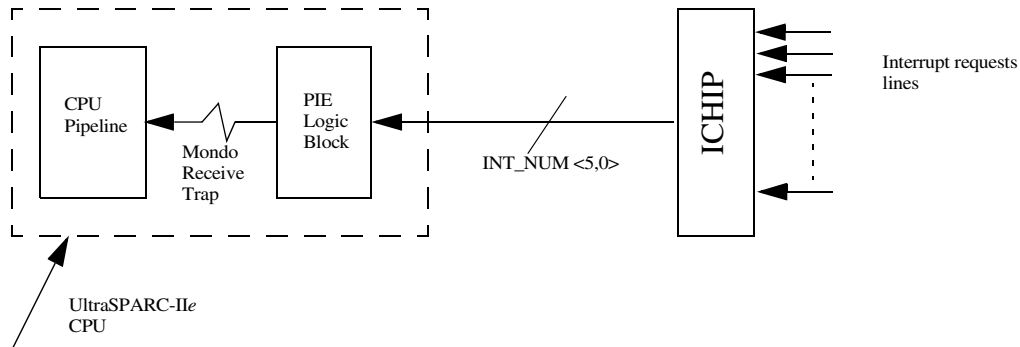 CPU
Pipeline
PIE
Logic
Block
Mondo
Receive
Trap
INT_NUM <5,0>
ICHIP
Interrupt requests
lines
UltraSPARC-IIe
CPU